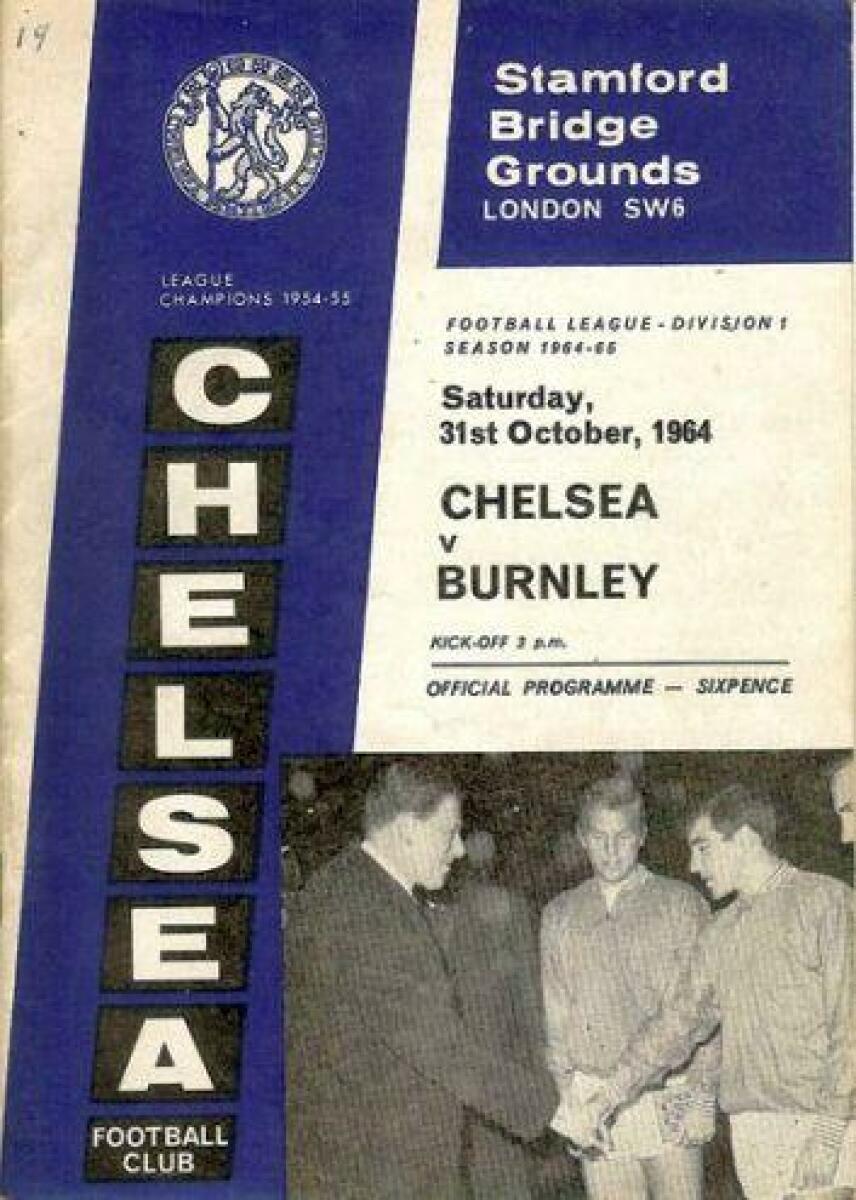 19
Stamford
Bridge
Grounds
LONDON SW6
LEAGUE
CHAMPIONS 1954-55
CHELSEA
FOOTBALL
CLUB
FOOTBALL LEAGUE - DIVISION 1
SEASON 1964-65
Saturday,
31st October, 1964
CHELSEA
v
BURNLEY
KICK-OFF 3 p.m.
OFFICIAL PROGRAMME — SIXPENCE